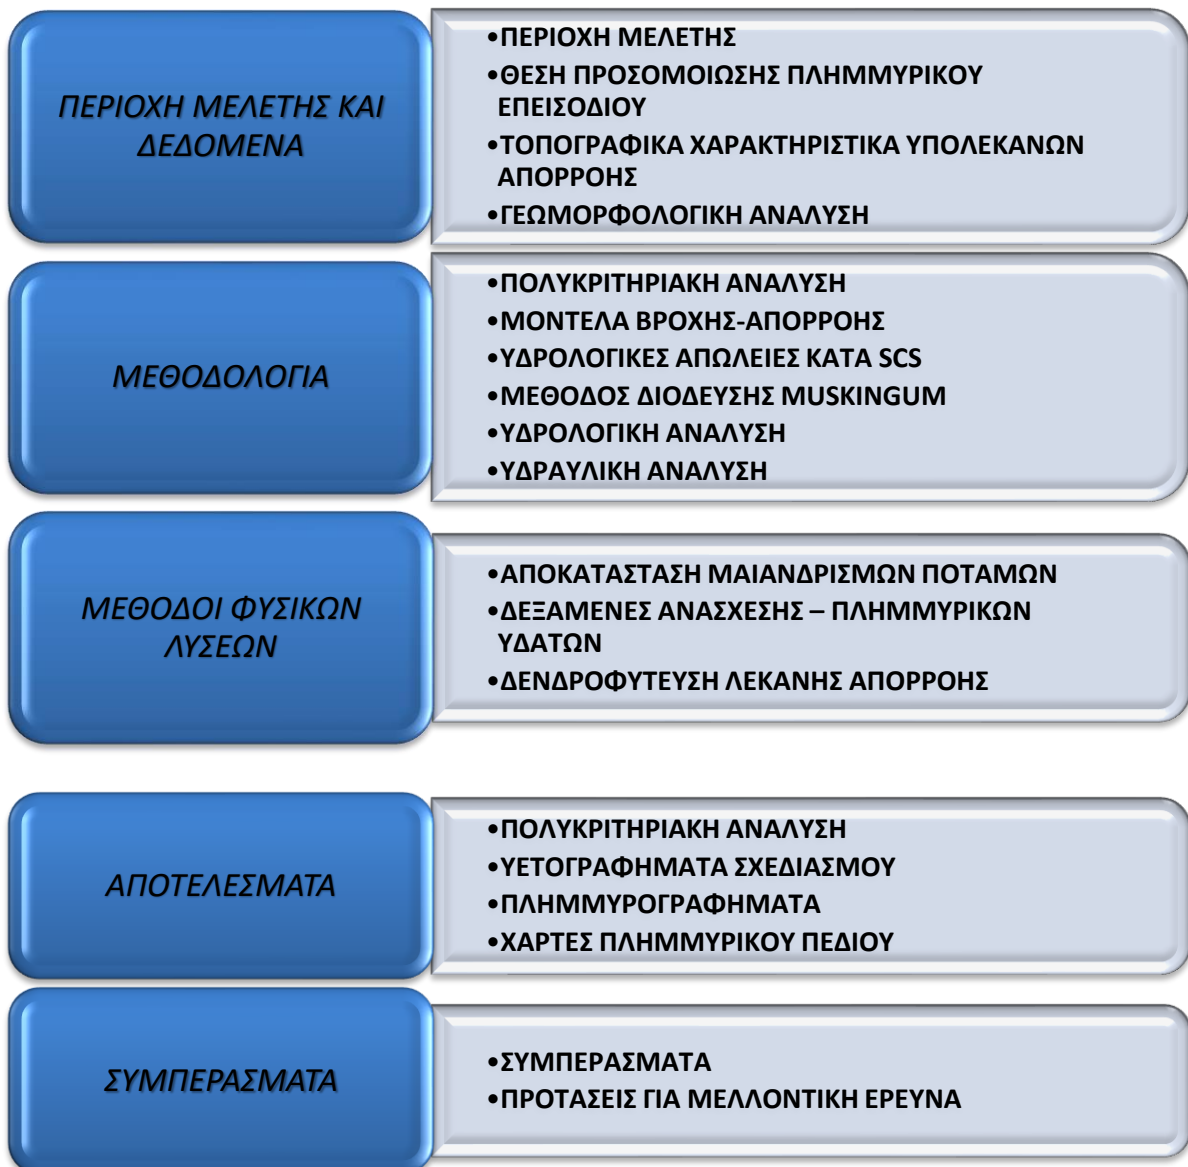 ΠΕΡΙΟΧΗ ΜΕΛΕΤΗΣ ΚΑΙ
ΔΕΔΟΜΕΝΑ
•ΠΕΡΙΟΧΗ ΜΕΛΕΤΗΣ
•ΘΕΣΗ ΠΡΟΣΟΜΟΙΩΣΗΣ ΠΛΗΜΜΥΡΙΚΟΥ
ΕΠΕΙΣΟΔΙΟΥ
•ΤΟΠΟΓΡΑΦΙΚΑ ΧΑΡΑΚΤΗΡΙΣΤΙΚΑ ΥΠΟΛΕΚΑΝΩΝ
ΑΠΟΡΡΟΗΣ
•ΓΕΩΜΟΡΦΟΛΟΓΙΚΗ ΑΝΑΛΥΣΗ
ΜΕΘΟΔΟΛΟΓΙΑ
•ΠΟΛΥΚΡΙΤΗΡΙΑΚΗ ΑΝΑΛΥΣΗ
•ΜΟΝΤΕΛΑ ΒΡΟΧΗΣ-ΑΠΟΡΡΟΗΣ
•ΥΔΡΟΛΟΓΙΚΕΣ ΑΠΩΛΕΙΕΣ ΚΑΤΑ SCS
•ΜΕΘΟΔΟΣ ΔΙΟΔΕΥΣΗΣ MUSKINGUM
•ΥΔΡΟΛΟΓΙΚΗ ΑΝΑΛΥΣΗ
•ΥΔΡΑΥΛΙΚΗ ΑΝΑΛΥΣΗ
ΜΕΘΟΔΟΙ ΦΥΣΙΚΩΝ
ΛΥΣΕΩΝ
•ΑΠΟΚΑΤΑΣΤΑΣΗ ΜΑΙΑΝΔΡΙΣΜΩΝ ΠΟΤΑΜΩΝ
•ΔΕΞΑΜΕΝΕΣ ΑΝΑΣΧΕΣΗΣ – ΠΛΗΜΜΥΡΙΚΩΝ
ΥΔΑΤΩΝ
•ΔΕΝΔΡΟΦΥΤΕΥΣΗ ΛΕΚΑΝΗΣ ΑΠΟΡΡΟΗΣ
ΑΠΟΤΕΛΕΣΜΑΤΑ
•ΠΟΛΥΚΡΙΤΗΡΙΑΚΗ ΑΝΑΛΥΣΗ
•ΥΕΤΟΓΡΑΦΗΜΑΤΑ ΣΧΕΔΙΑΣΜΟΥ
•ΠΛΗΜΜΥΡΟΓΡΑΦΗΜΑΤΑ
•ΧΑΡΤΕΣ ΠΛΗΜΜΥΡΙΚΟΥ ΠΕΔΙΟΥ
ΣΥΜΠΕΡΑΣΜΑΤΑ
•ΣΥΜΠΕΡΑΣΜΑΤΑ
•ΠΡΟΤΑΣΕΙΣ ΓΙΑ ΜΕΛΛΟΝΤΙΚΗ ΕΡΕΥΝΑ